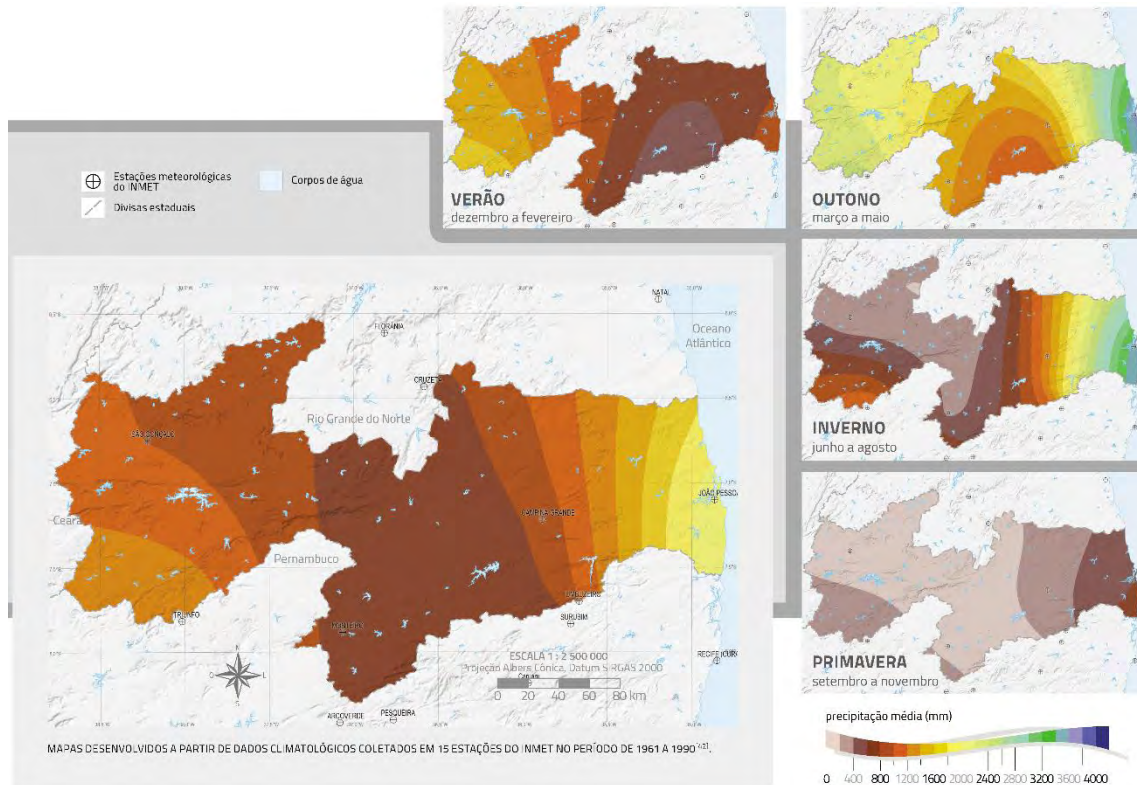 VERÃO
dezembro a fevereiro
OUTONO
março a maio
Estações meteorológicas
do INMET
Corpos de água
Divisas estaduais
INVERNO
junho a agosto
NATAL
Oceano
Atlântico
FLORÂNIA
CRUZETA
Rio Grande do Norte
SÃO GONÇALO
JOÃO PESSOA
CAMPINA GRANDE
Ceará
Pernambuco
TRIUNFO
MONTEIRO
SURUBIM
RECIFE
ESCALA 1 : 2 500 000
Projeção Albers Cônica, Datum SIRGAS 2000
0 20 40 60 80 km
ARCOVERDE
PESQUEIRA
N
S
L
PRIMAVERA
setembro a novembro
MAPAS DESENVOLVIDOS A PARTIR DE DADOS CLIMATOLÓGICOS COLETADOS EM 15 ESTAÇÕES DO INMET NO PERÍODO DE 1961 A 1990
precipitação média (mm)
0 400 800 1200 1600 2000 2400 2800 3200 3600 4000